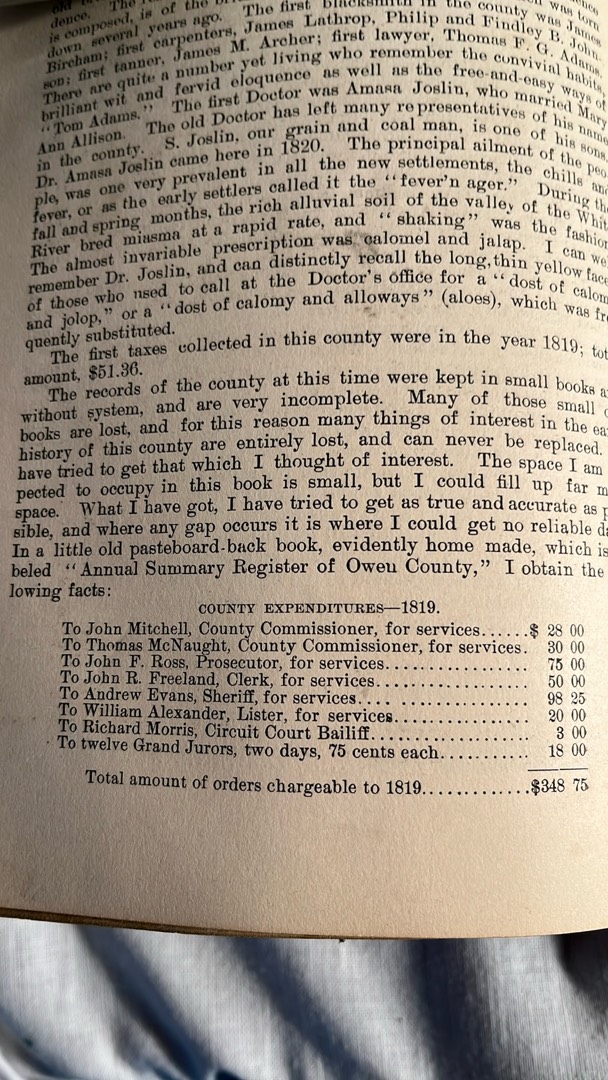 dence. The
is composed, is of the
down several years ago. The first blacksmith in the county was James
Bircham; first carpenters, James Lathrop, Philip and Findley B. John-
son; first tanner, James M. Archer; first lawyer, Thomas F. G. Adams.
There are quite a number yet living who remember the convivial habits,
brilliant wit and fervid eloquence as well as the free-and-easy ways of
"Tom Adams." The first Doctor was Amasa Joslin, who married Mary
Ann Allison. The old Doctor has left many representatives of his name
in the county. S. Joslin, our grain and coal man, is one of his sons.
Dr. Amasa Joslin came here in 1820. The principal ailment of the peo-
ple, was one very prevalent in all the new settlements, the chills and
fever, or as the early settlers called it the "fever'n ager." During the
fall and spring months, the rich alluvial soil of the valley of the Whit
River bred miasma at a rapid rate, and "shaking" was the fashion
The almost invariable prescription was calomel and jalap. I can we
remember Dr. Joslin, and can distinctly recall the long, thin yellow face
of those who used to call at the Doctor's office for a "dost of calom
and jolop," or a "dost of calomy and alloways" (aloes), which was fre
quently substituted.
The first taxes collected in this county were in the year 1819; tot
amount, $51.36.
The records of the county at this time were kept in small books a
without system, and are very incomplete. Many of those small
books are lost, and for this reason many things of interest in the ea
history of this county are entirely lost, and can never be replaced.
have tried to get that which I thought of interest. The space I am
pected to occupy in this book is small, but I could fill up far m
space. What I have got, I have tried to get as true and accurate as p
sible, and where any gap occurs it is where I could get no reliable da
In a little old pasteboard-back book, evidently home made, which is
beled "Annual Summary Register of Owen County," I obtain the
lowing facts:
COUNTY EXPENDITURES—1819.
To John Mitchell, County Commissioner, for services......$ 28 00
To Thomas McNaught, County Commissioner, for services. 30 00
To John F. Ross, Prosecutor, for services................ 75 00
To John R. Freeland, Clerk, for services................. 50 00
To Andrew Evans, Sheriff, for services.... .............. 98 25
To William Alexander, Lister, for services............... 20 00
To Richard Morris, Circuit Court Bailiff................. 3 00
To twelve Grand Jurors, two days, 75 cents each.......... 18 00
Total amount of orders chargeable to 1819.............$348 75